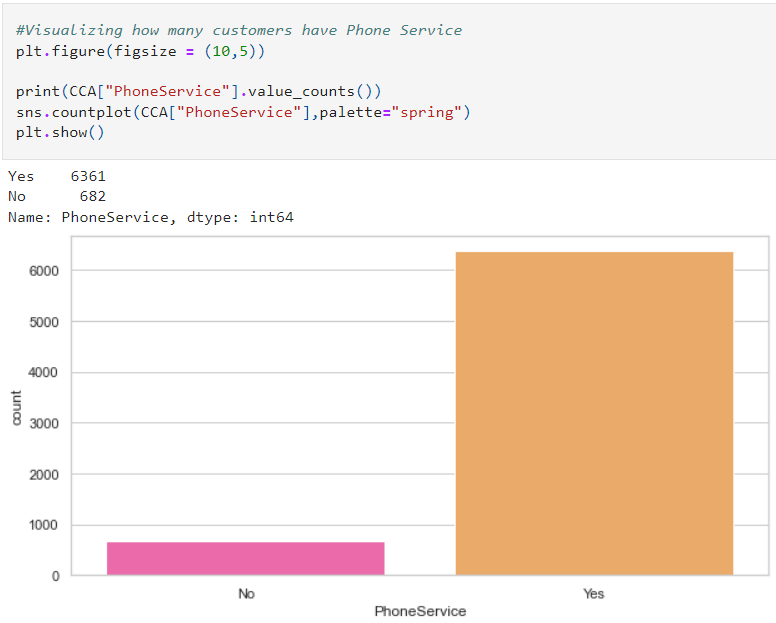 #Visualizing how many customers have Phone Service
plt.figure(figsize = (10,5))
print(CCA["PhoneService"].value_counts())
sns.countplot(CCA["PhoneService"],palette="spring")
plt.show()
Yes    6361
No      682
Name: PhoneService, dtype: int64
6000
5000
4000
3000
2000
1000
0
count
No
Yes
PhoneService